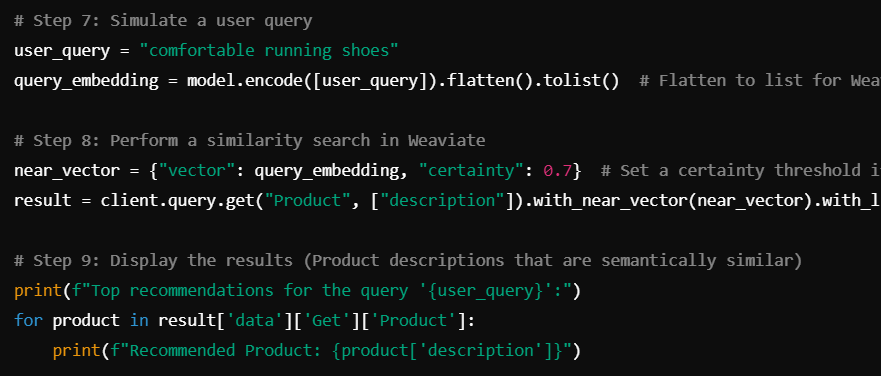 # Step 7: Simulate a user query
user_query = "comfortable running shoes"
query_embedding = model.encode([user_query]).flatten().tolist()  # Flatten to list for Wea
# Step 8: Perform a similarity search in Weaviate
near_vector = {"vector": query_embedding, "certainty": 0.7}  # Set a certainty threshold i
result = client.query.get("Product", ["description"]).with_near_vector(near_vector).with_l
# Step 9: Display the results (Product descriptions that are semantically similar)
print(f"Top recommendations for the query '{user_query}':")
for product in result['data']['Get']['Product']:
    print(f"Recommended Product: {product['description']}")